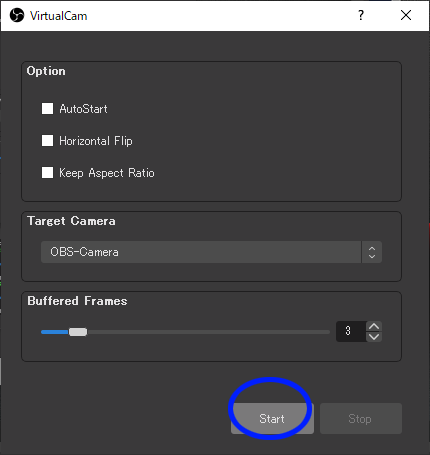 VirtualCam
?
Option
AutoStart
Horizontal Flip
Keep Aspect Ratio
Target Camera
OBS-Camera
Buffered Frames
3
Start
Stop